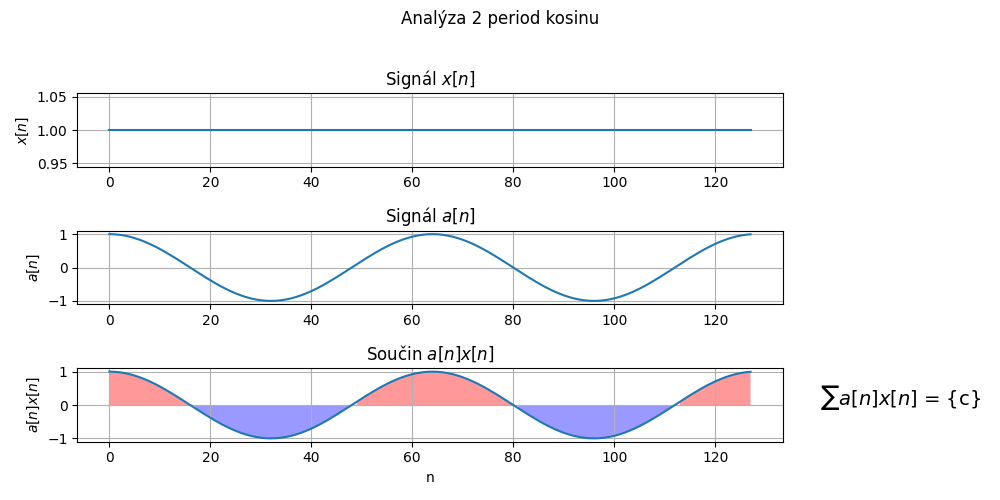 Analýza 2 period kosinu
Signál x[n]
x[n]
1.05
1.00
0.95
0 20 40 60 80 100 120
Signál a[n]
a[n]
1
0
−1
0 20 40 60 80 100 120
Součin a[n]x[n]
a[n]x[n]
1
0
−1
0 20 40 60 80 100 120
n
∑a[n]x[n] = {c}